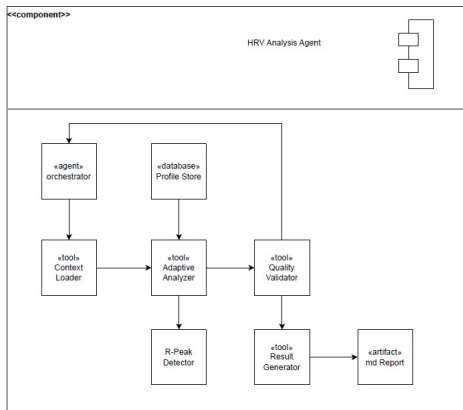 <<component>>
HRV Analysis Agent
«agent»
orchestrator
«database»
Profile Store
«tool»
Context
Loader
«tool»
Adaptive
Analyzer
«tool»
Quality
Validator
R-Peak
Detector
«tool»
Result
Generator
«artifact»
md Report